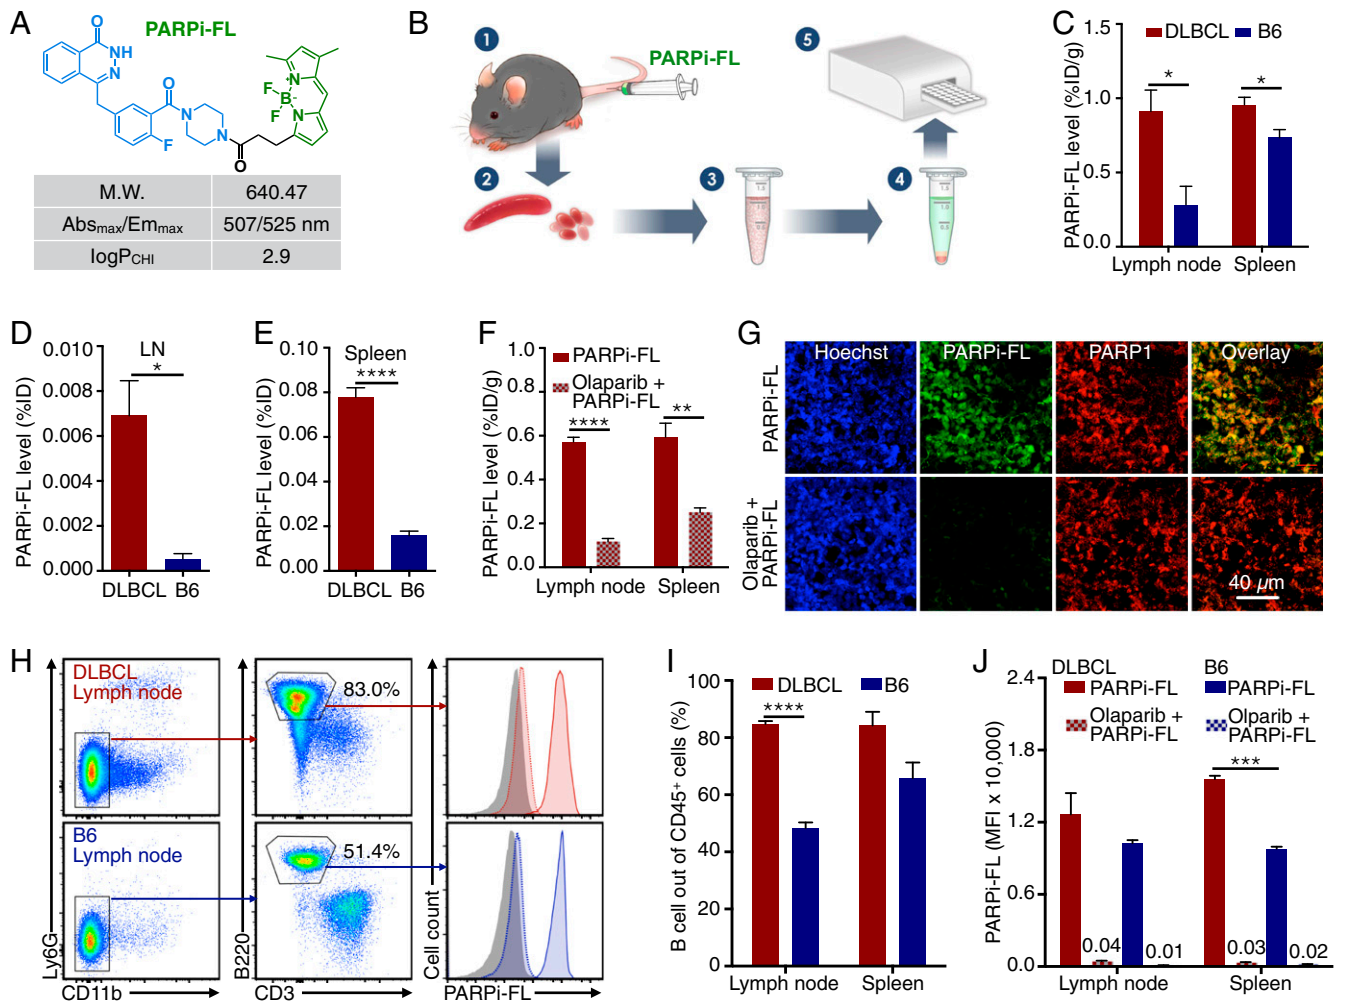 A
PARPi-FL
O
NH
N
O
N
N
F
O
F
F
B
N
N
M.W. 640.47
Absmax/Emmax 507/525 nm
logPCHI 2.9
B
1
PARPi-FL
5
2
3
4
C
DLBCL B6
PARPi-FL level (%ID/g)
1.5
1.0
0.5
0.0
* *
Lymph node Spleen
D
LN
*
PARPi-FL level (%ID)
0.010
0.008
0.006
0.004
0.002
0.000
DLBCL B6
E
Spleen
****
PARPi-FL level (%ID)
0.10
0.08
0.06
0.04
0.02
0.00
DLBCL B6
F
PARPi-FL
Olaparib +
PARPi-FL
**** **
PARPi-FL level (%ID/g)
1.0
0.8
0.6
0.4
0.2
0.0
Lymph node Spleen
G
Hoechst PARPi-FL PARP1 Overlay
PARPi-FL
Olaparib +
PARPi-FL
40 µm
H
DLBCL
Lymph node
83.0%
B6
Lymph node
51.4%
Ly6G
B220
Cell count
CD11b CD3 PARPi-FL
I
DLBCL B6
****
B cell out of CD45+ cells (%)
100
80
60
40
20
0
Lymph node Spleen
J
DLBCL B6
PARPi-FL PARPi-FL
Olaparib + Olparib +
PARPi-FL PARPi-FL
***
PARPi-FL (MFI x 10,000)
2.4
1.8
1.2
0.6
0.0
0.04 0.01 0.03 0.02
Lymph node Spleen